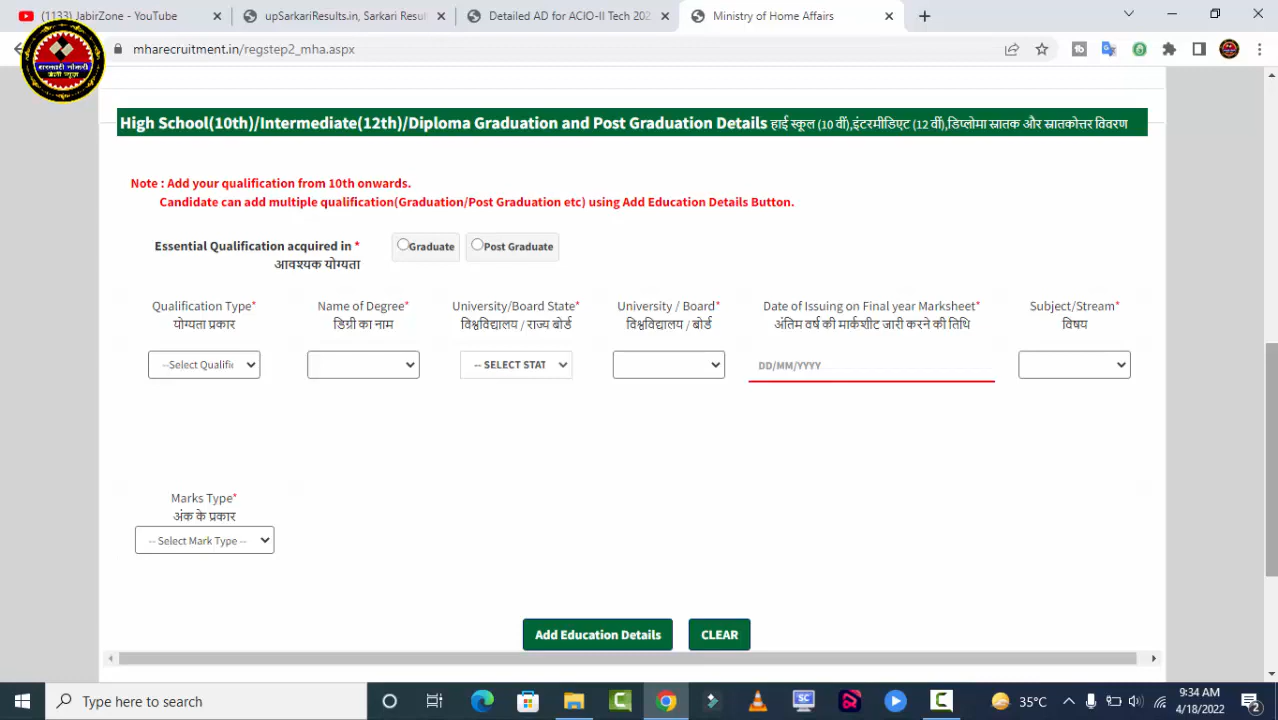 (1133) JabirZone - YouTube
upSarkariResults.in, Sarkari Resu
Detailed AD for ACIO-II Tech 202
Ministry of Home Affairs
mharecruitment.in/regstep2_mha.aspx
सरकारी नौकरी
High School(10th)/Intermediate(12th)/Diploma Graduation and Post Graduation Details हाई स्कूल (10 वीं),इंटरमीडिएट (12 वीं),डिप्लोमा स्नातक और स्नातकोत्तर विवरण
Note : Add your qualification from 10th onwards.
Candidate can add multiple qualification(Graduation/Post Graduation etc) using Add Education Details Button.
Essential Qualification acquired in * Graduate Post Graduate
आवश्यक योग्यता
Qualification Type* Name of Degree* University/Board State* University / Board* Date of Issuing on Final year Marksheet* Subject/Stream*
योग्यता प्रकार डिग्री का नाम विश्वविद्यालय / राज्य बोर्ड विश्वविद्यालय / बोर्ड अंतिम वर्ष की मार्कशीट जारी करने की तिथि विषय
--Select Qualific -- SELECT STAT DD/MM/YYYY
Marks Type*
अंक के प्रकार
-- Select Mark Type --
Add Education Details CLEAR
Type here to search
SC
35°C
9:34 AM
4/18/2022
2